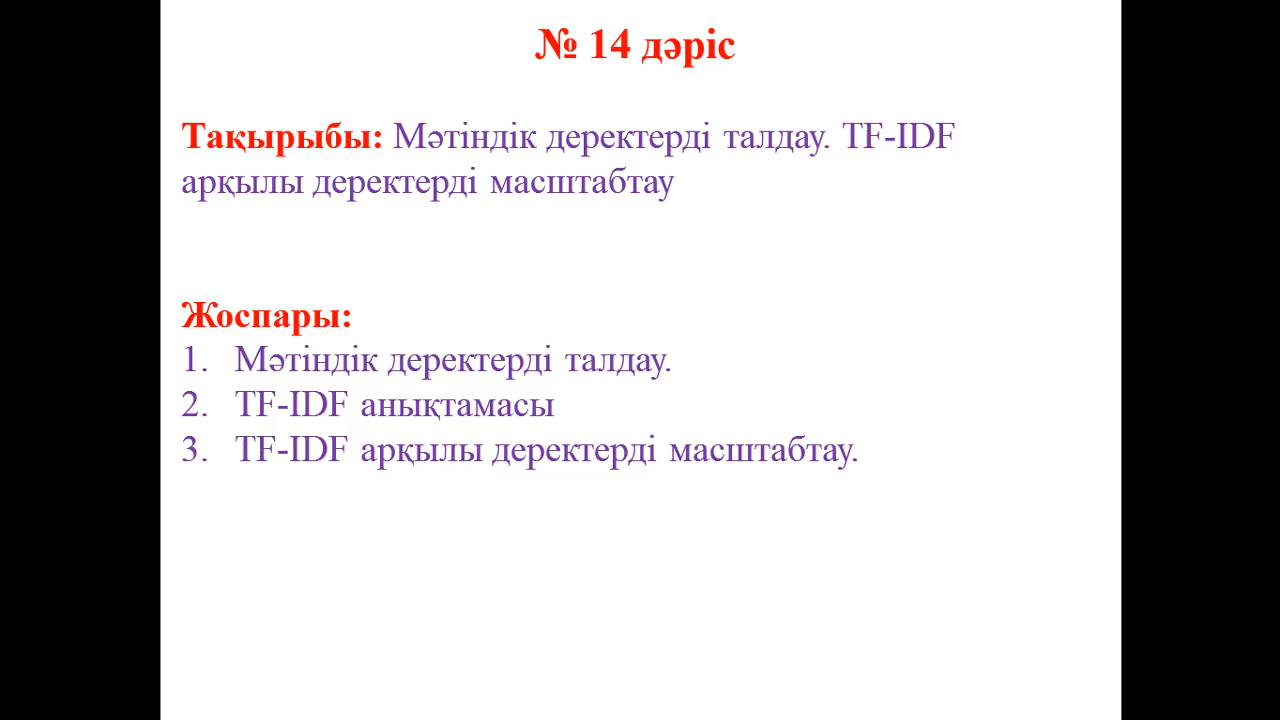 № 14 дәріс
Тақырыбы: Мәтіндік деректерді талдау. TF-IDF
арқылы деректерді масштабтау
Жоспары:
1. Мәтіндік деректерді талдау.
2. TF-IDF анықтамасы
3. TF-IDF арқылы деректерді масштабтау.